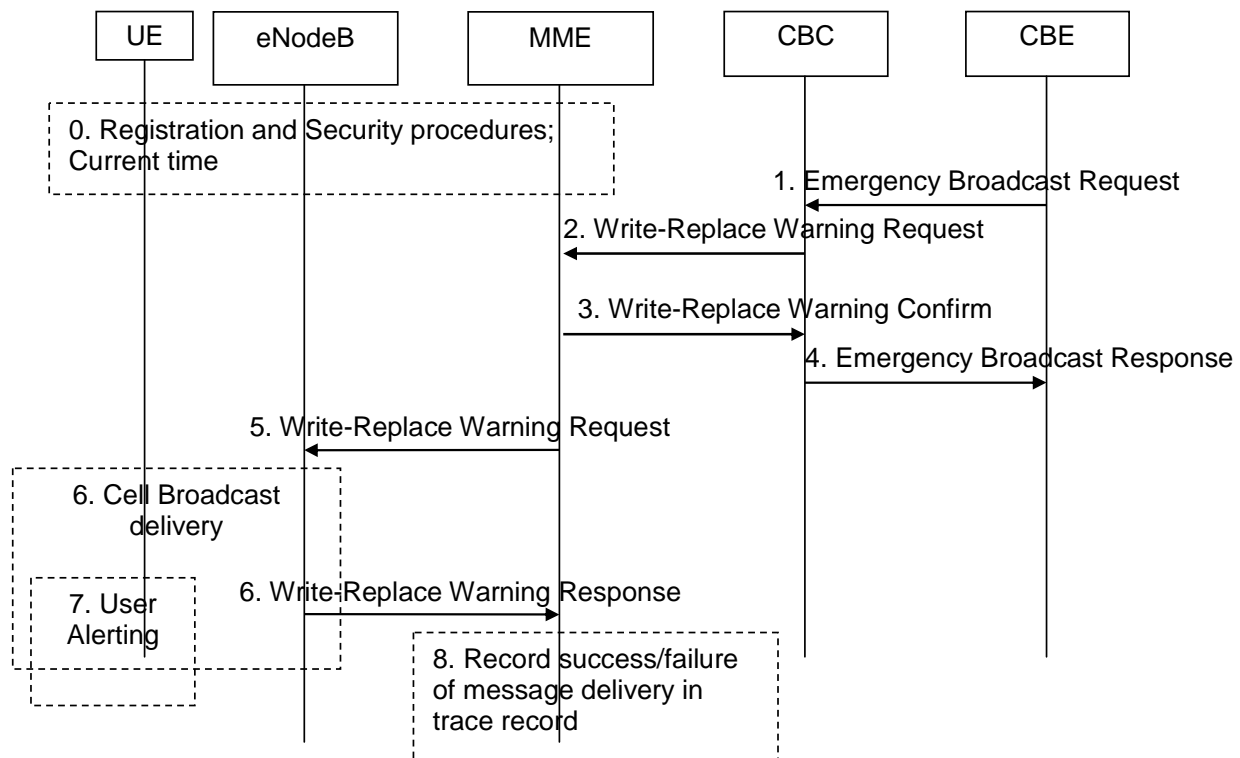 UE
eNodeB
MME
CBC
CBE
0. Registration and Security procedures;
Current time
1. Emergency Broadcast Request
2. Write-Replace Warning Request
3. Write-Replace Warning Confirm
4. Emergency Broadcast Response
5. Write-Replace Warning Request
6. Cell Broadcast
delivery
6. Write-Replace Warning Response
7. User
Alerting
8. Record success/failure
of message delivery in
trace record